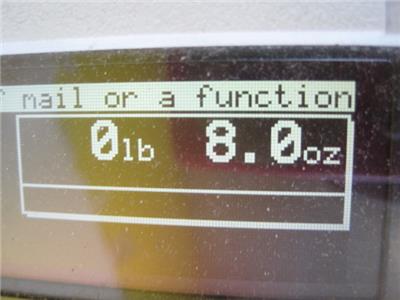 mail or a function
0lb 8.0oz